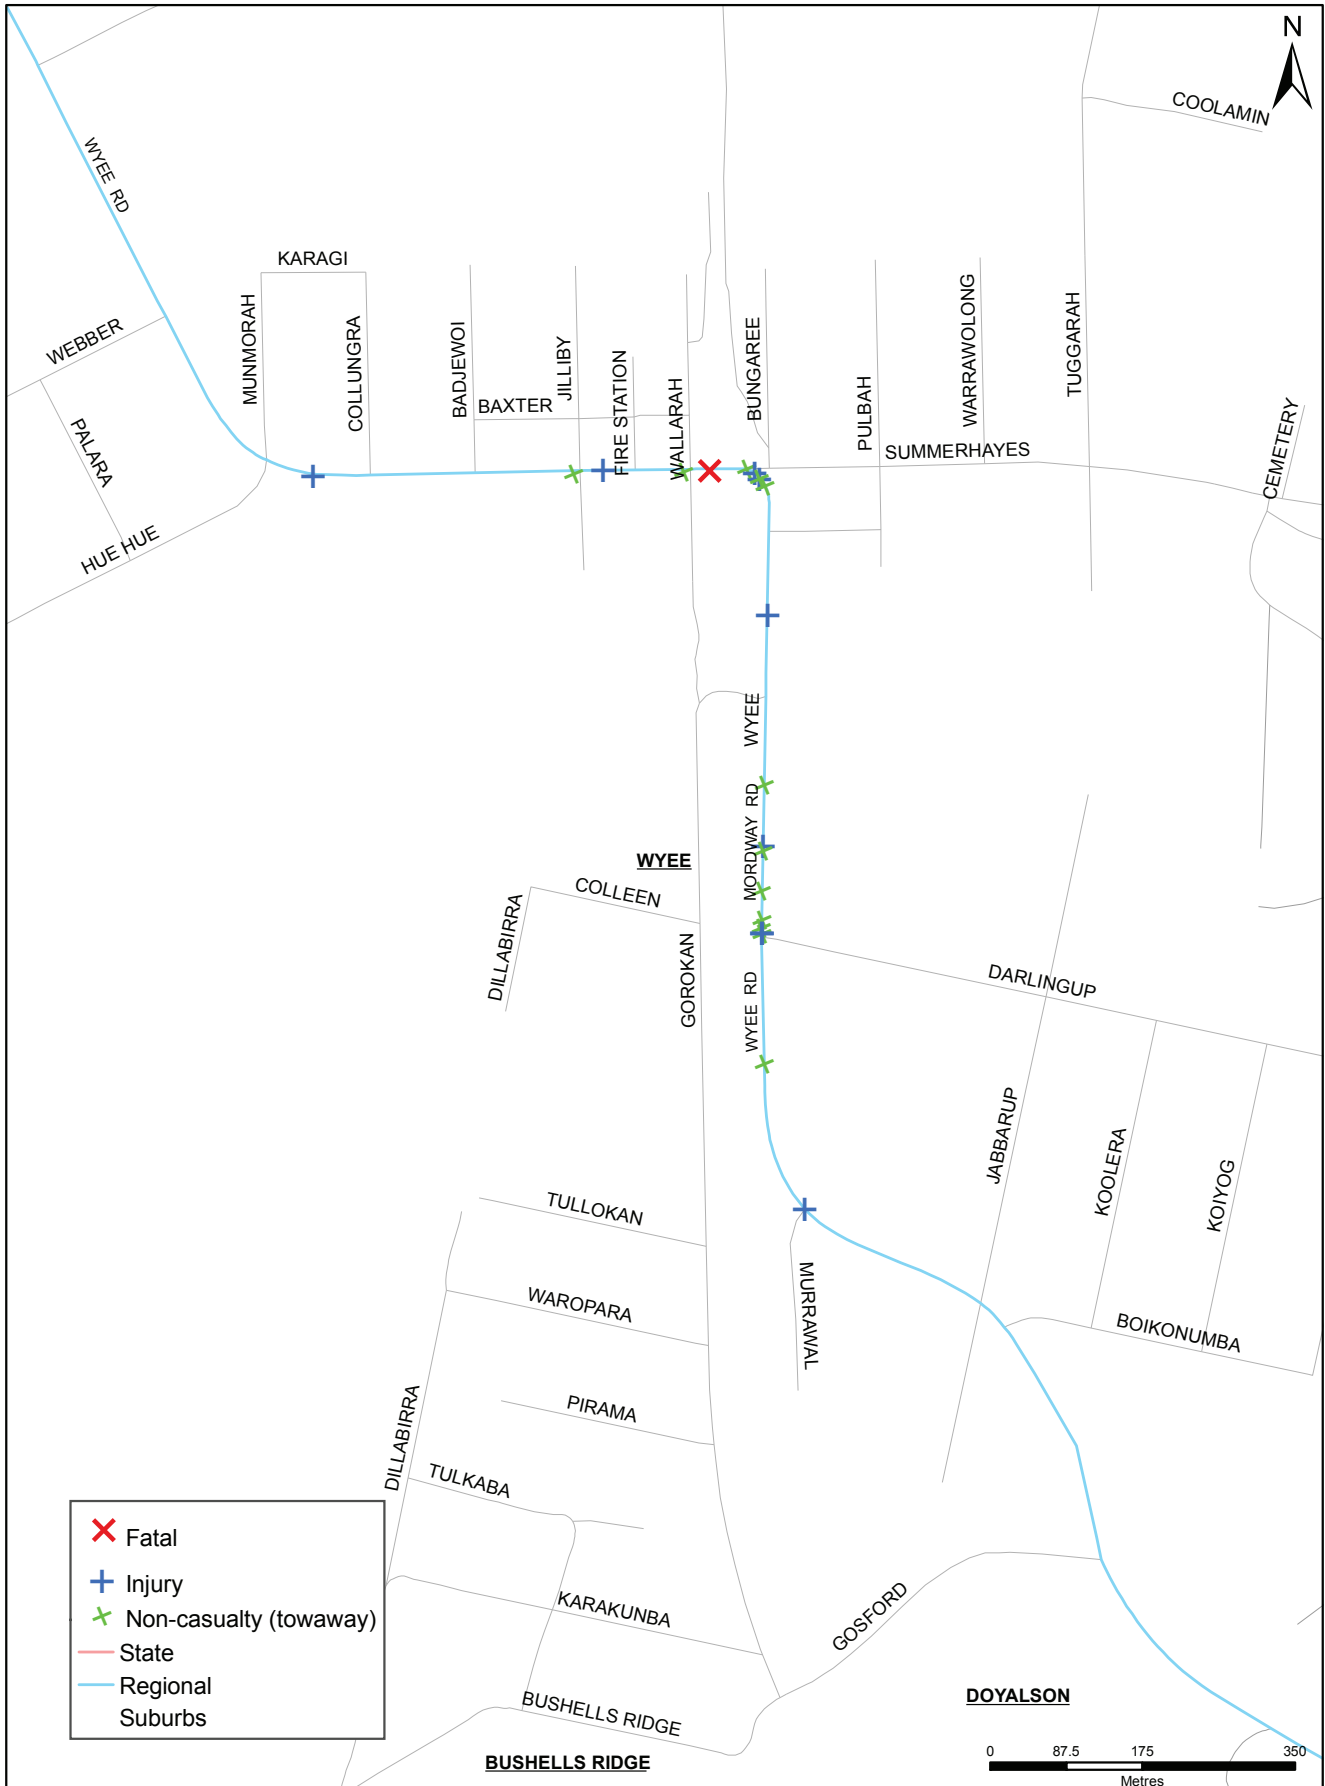 N
COOLAMIN
WYEE RD
KARAGI
MUNMORAH
COLLUNGRA
BADJEWOI
JILLIBY
FIRE STATION
WALLARAH
BUNGAREE
PULBAH
WARRAWOLONG
TUGGARAH
WEBBER
PALARA
BAXTER
SUMMERHAYES
CEMETERY
HUE HUE
WYEE
MORDWAY RD
WYEE
COLLEEN
DILLABIRRA
GOROKAN
WYEE RD
DARLINGUP
JABBARUP
KOOLERA
KOIYOG
TULLOKAN
WAROPARA
MURRAWAL
BOIKONUMBA
PIRAMA
DILLABIRRA
TULKABA
KARAKUNBA
GOSFORD
BUSHELLS RIDGE
DOYALSON
BUSHELLS RIDGE
Fatal
Injury
Non-casualty (towaway)
State
Regional
Suburbs
0 87.5 175 350
Metres